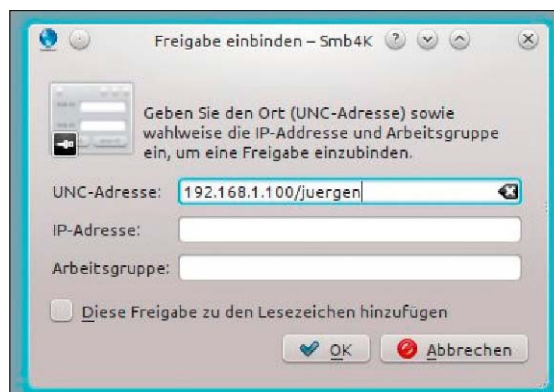 Freigabe einbinden – Smb4K
Geben Sie den Ort (UNC-Adresse) sowie
wahlweise die IP-Addresse und Arbeitsgruppe
ein, um eine Freigabe einzubinden.
UNC-Adresse: 192.168.1.100/juergen
IP-Adresse:
Arbeitsgruppe:
Diese Freigabe zu den Lesezeichen hinzufügen
OK Abbrechen